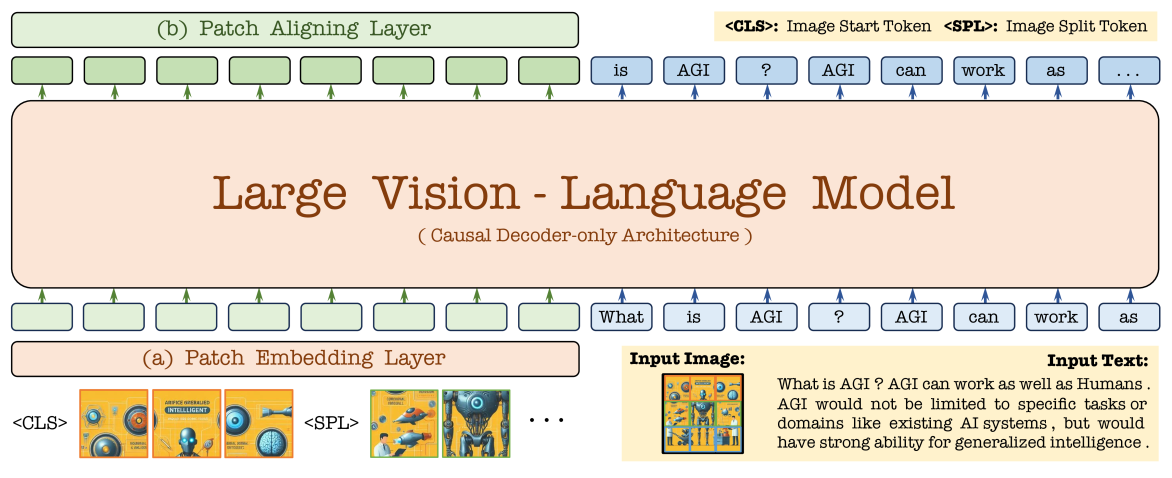 (b) Patch Aligning Layer
<CLS>: Image Start Token <SPL>: Image Split Token
is AGI ? AGI can work as ...
Large Vision - Language Model
( Causal Decoder-only Architecture )
What is AGI ? AGI can work as
(a) Patch Embedding Layer
Input Image:
Input Text:
What is AGI ? AGI can work as well as Humans .
AGI would not be limited to specific tasks or
domains like existing AI systems , but would
have strong ability for generalized intelligence .
<CLS>
INTELLIGENT
<SPL>
...